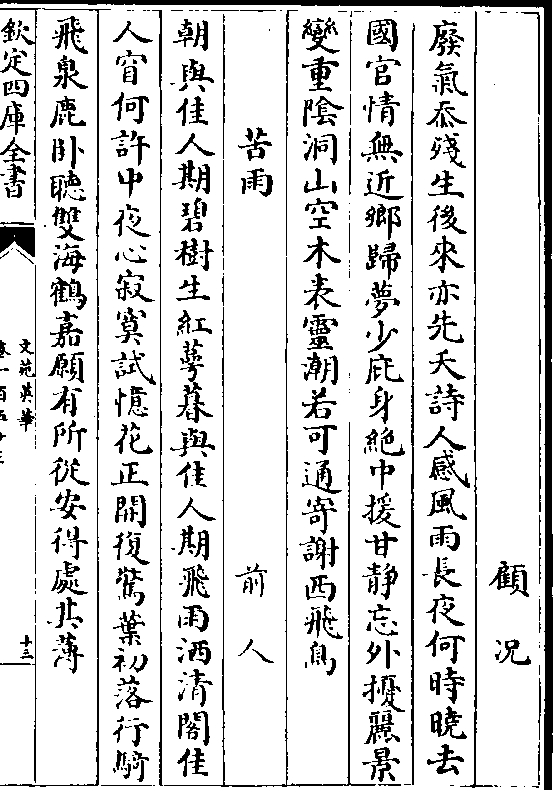 顧况
廢氣忝殘生後來亦先夭詩人感風雨長夜何時曉去
國官情無近鄉歸夢少庇身絶中援甘静忘外擾麗景
變重陰洞山空木表靈潮若可通寄謝西飛鳥
苦雨　前人
朝與佳人期碧樹生紅蕚暮與佳人期飛雨洒清閣佳
人窅何許中夜心寂寞試憶花正開復驚葉初落行騎
飛泉鹿卧聽雙海鶴嘉願有所從安得處其薄
欽定四庫全書
文苑英華
卷一百五十三
十三